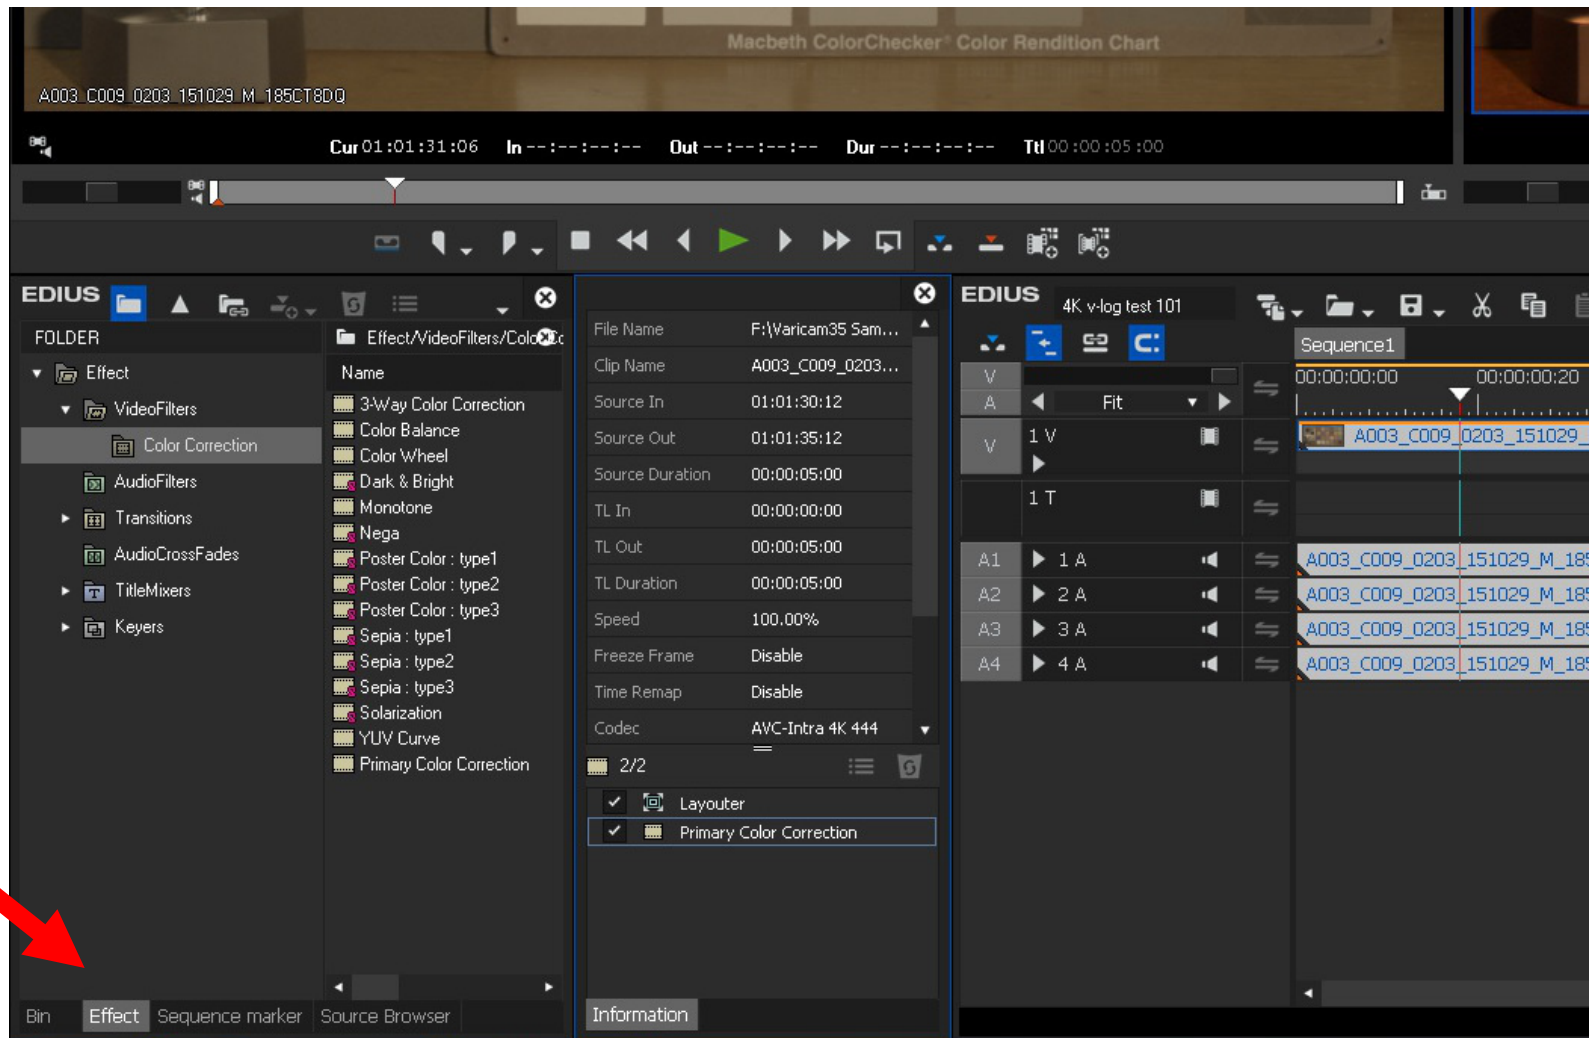 Macbeth ColorChecker® Color Rendition Chart
A003_C009_0203_151029_M_185CT8DQ
Cur 01:01:31:06 In --:--:--:-- Out --:--:--:-- Dur --:--:--:-- Ttl 00:00:05:00
EDIUS
FOLDER
Effect
VideoFilters
Color Correction
AudioFilters
Transitions
AudioCrossFades
TitleMixers
Keyers
Effect/VideoFilters/Color Co
Name
3-Way Color Correction
Color Balance
Color Wheel
Dark & Bright
Monotone
Nega
Poster Color : type1
Poster Color : type2
Poster Color : type3
Sepia : type1
Sepia : type2
Sepia : type3
Solarization
YUV Curve
Primary Color Correction
Bin Effect Sequence marker Source Browser
File Name F:\Varicam35 Sam...
Clip Name A003_C009_0203...
Source In 01:01:30:12
Source Out 01:01:35:12
Source Duration 00:00:05:00
TL In 00:00:00:00
TL Out 00:00:05:00
TL Duration 00:00:05:00
Speed 100.00%
Freeze Frame Disable
Time Remap Disable
Codec AVC-Intra 4K 444
2/2
Layouter
Primary Color Correction
Information
EDIUS 4K v-log test 101
Sequence1
00:00:00:00 00:00:00:20
V
A Fit
V 1 V A003_C009_0203_151029_
1 T
A1 1 A A003_C009_0203_151029_M_185
A2 2 A A003_C009_0203_151029_M_185
A3 3 A A003_C009_0203_151029_M_185
A4 4 A A003_C009_0203_151029_M_185